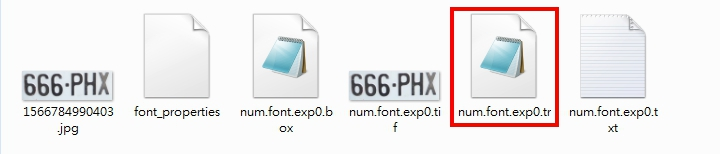 666·PHX
666·PHX
1566784990403
.jpg
font_properties
num.font.exp0.b
ox
num.font.exp0.ti
f
num.font.exp0.tr
num.font.exp0.t
xt